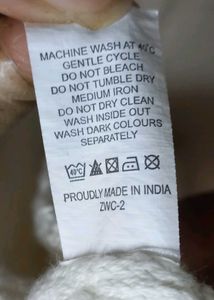 MACHINE WASH AT 40°C
GENTLE CYCLE
DO NOT BLEACH
DO NOT TUMBLE DRY
MEDIUM IRON
DO NOT DRY CLEAN
WASH INSIDE OUT
WASH DARK COLOURS
SEPARATELY
40°C
PROUDLY MADE IN INDIA
ZWC-2